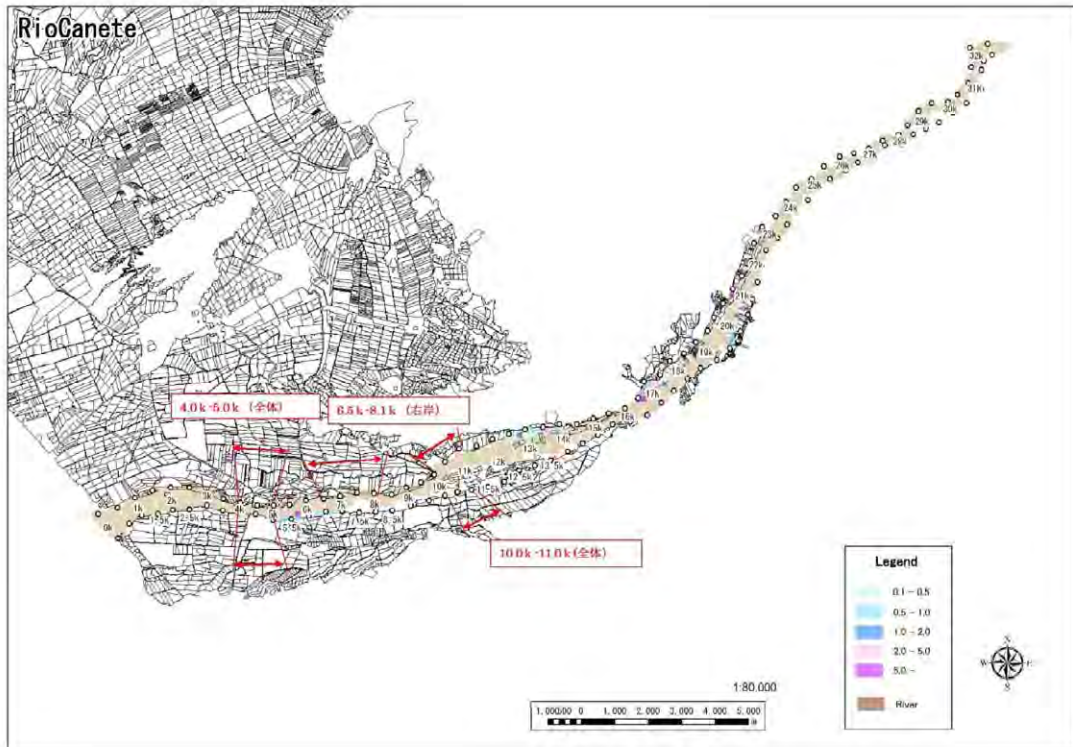 RioCanete
32k
31K
30k
29k
28k
27k
26k
25k
24k
23k
22k
21k
20k
19k
18k
17k
16k
15k
14k
13k
12k
11k
10k
9k
8k
7k
6k
4k
3k
2k
1k
0k
4.0k-5.0k (全体)
6.5k-8.1k (右岸)
10.0k-11.0k(全体)
Legend
0.1 - 0.5
0.5 - 1.0
1.0 - 2.0
2.0 - 5.0
5.0 -
River
N
W E
S
1:80,000
0 1,000 2,000 3,000 4,000 5,000